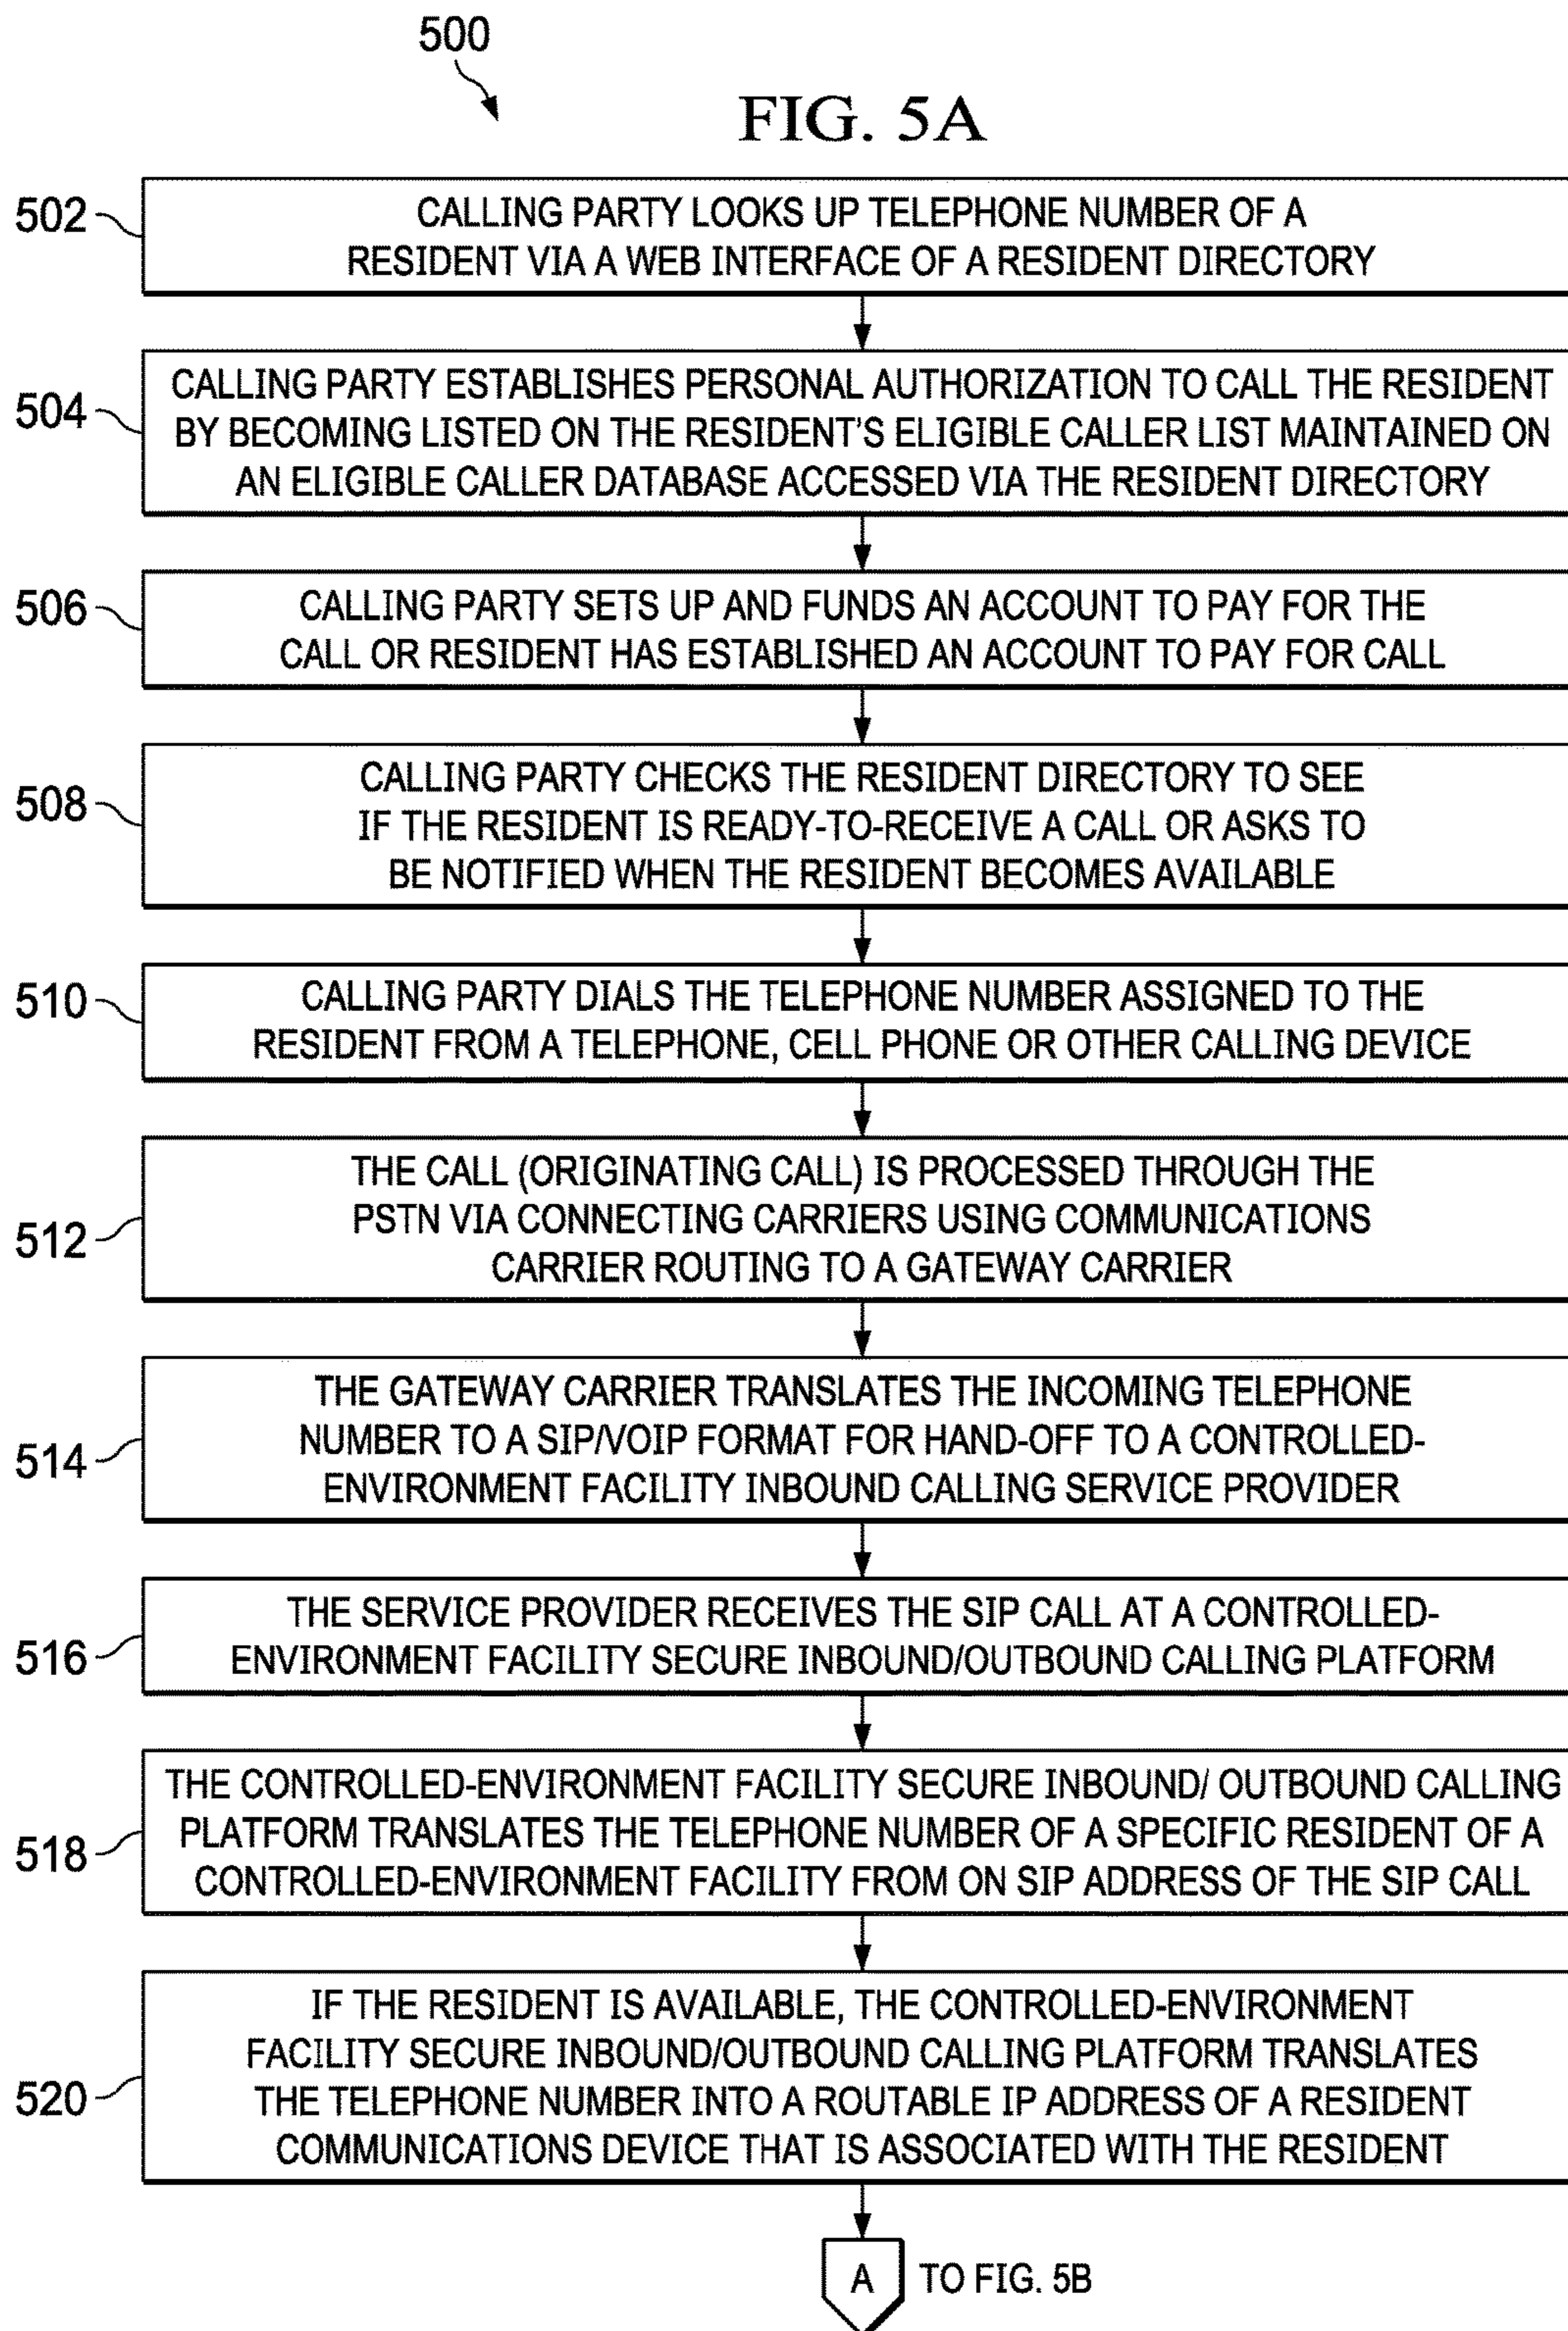 500
FIG. 5A
502
CALLING PARTY LOOKS UP TELEPHONE NUMBER OF A
RESIDENT VIA A WEB INTERFACE OF A RESIDENT DIRECTORY
504
CALLING PARTY ESTABLISHES PERSONAL AUTHORIZATION TO CALL THE RESIDENT
BY BECOMING LISTED ON THE RESIDENT'S ELIGIBLE CALLER LIST MAINTAINED ON
AN ELIGIBLE CALLER DATABASE ACCESSED VIA THE RESIDENT DIRECTORY
506
CALLING PARTY SETS UP AND FUNDS AN ACCOUNT TO PAY FOR THE
CALL OR RESIDENT HAS ESTABLISHED AN ACCOUNT TO PAY FOR CALL
508
CALLING PARTY CHECKS THE RESIDENT DIRECTORY TO SEE
IF THE RESIDENT IS READY-TO-RECEIVE A CALL OR ASKS TO
BE NOTIFIED WHEN THE RESIDENT BECOMES AVAILABLE
510
CALLING PARTY DIALS THE TELEPHONE NUMBER ASSIGNED TO THE
RESIDENT FROM A TELEPHONE, CELL PHONE OR OTHER CALLING DEVICE
512
THE CALL (ORIGINATING CALL) IS PROCESSED THROUGH THE
PSTN VIA CONNECTING CARRIERS USING COMMUNICATIONS
CARRIER ROUTING TO A GATEWAY CARRIER
514
THE GATEWAY CARRIER TRANSLATES THE INCOMING TELEPHONE
NUMBER TO A SIP/VOIP FORMAT FOR HAND-OFF TO A CONTROLLED-
ENVIRONMENT FACILITY INBOUND CALLING SERVICE PROVIDER
516
THE SERVICE PROVIDER RECEIVES THE SIP CALL AT A CONTROLLED-
ENVIRONMENT FACILITY SECURE INBOUND/OUTBOUND CALLING PLATFORM
518
THE CONTROLLED-ENVIRONMENT FACILITY SECURE INBOUND/ OUTBOUND CALLING
PLATFORM TRANSLATES THE TELEPHONE NUMBER OF A SPECIFIC RESIDENT OF A
CONTROLLED-ENVIRONMENT FACILITY FROM ON SIP ADDRESS OF THE SIP CALL
520
IF THE RESIDENT IS AVAILABLE, THE CONTROLLED-ENVIRONMENT
FACILITY SECURE INBOUND/OUTBOUND CALLING PLATFORM TRANSLATES
THE TELEPHONE NUMBER INTO A ROUTABLE IP ADDRESS OF A RESIDENT
COMMUNICATIONS DEVICE THAT IS ASSOCIATED WITH THE RESIDENT
A TO FIG. 5B